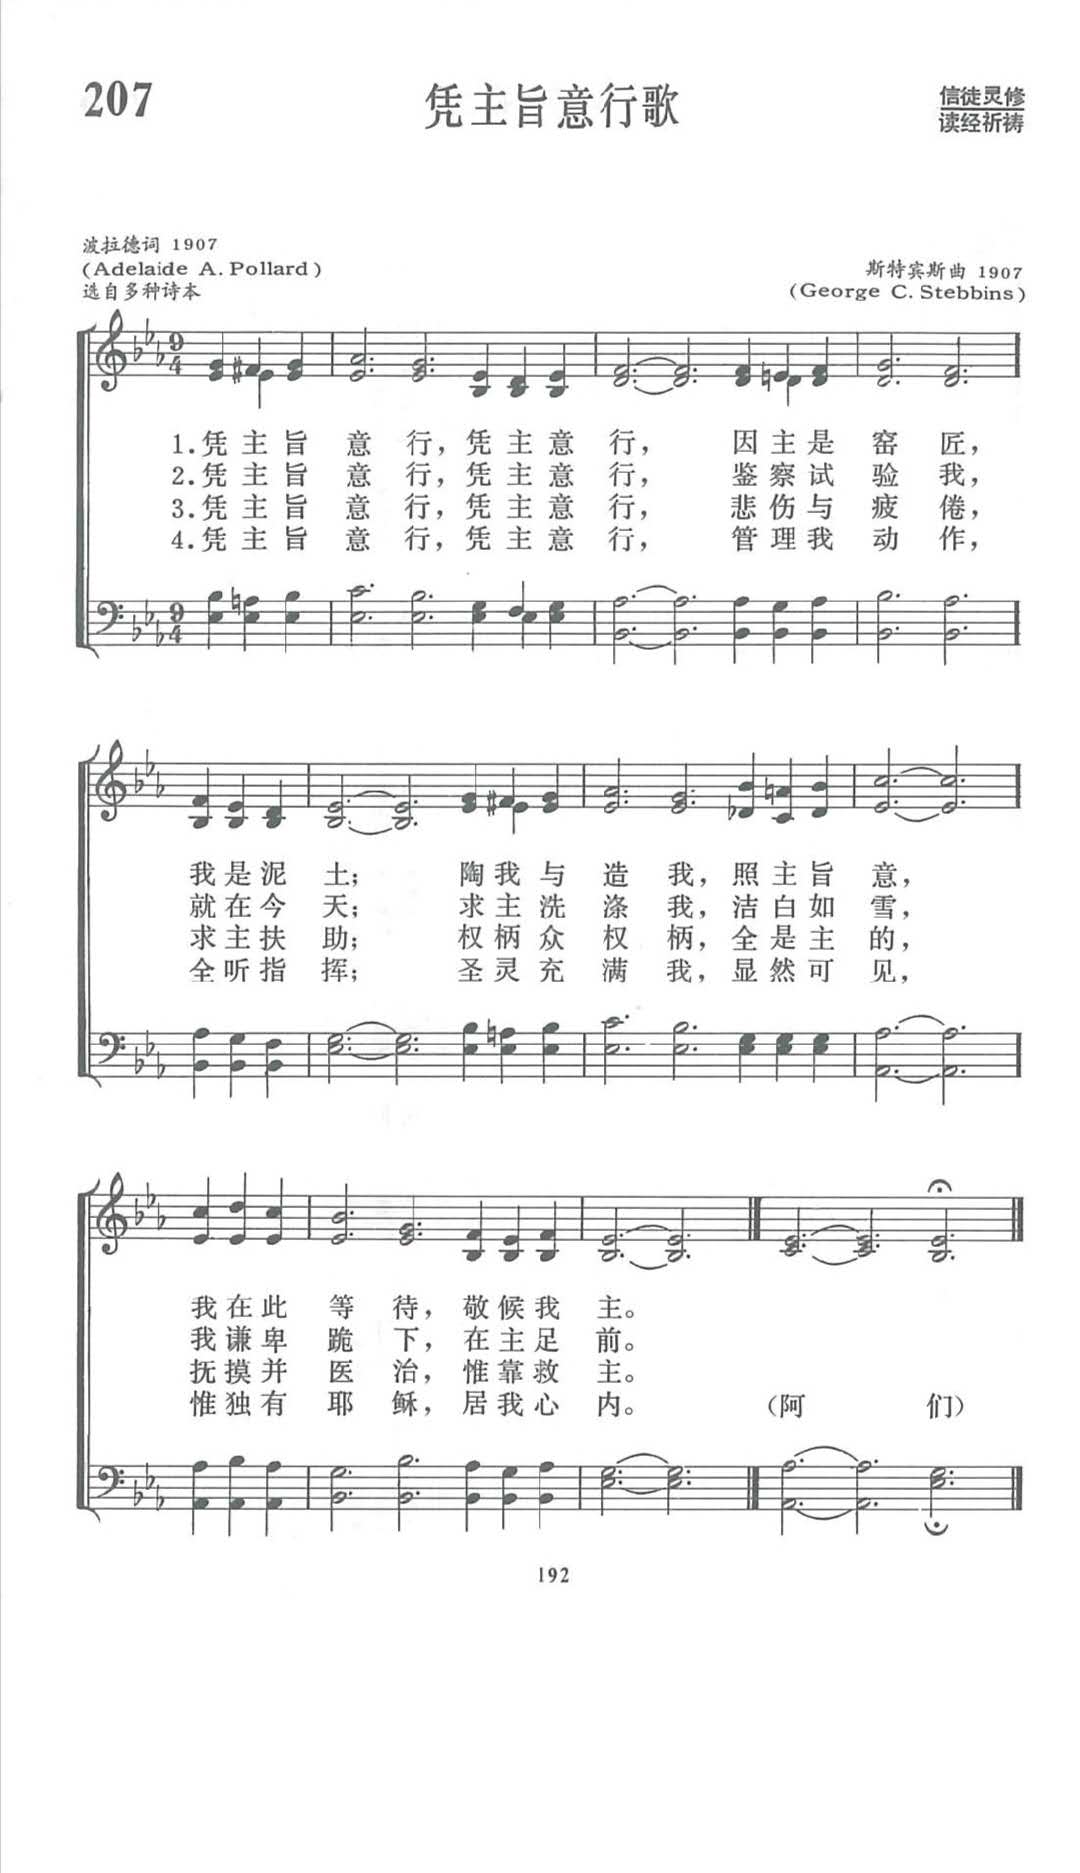 207
凭主旨意行歌
信徒灵修
读经祈祷
波拉德词 1907
(Adelaide A. Pollard)
选自多种诗本
斯特宾斯曲 1907
(George C. Stebbins)
1.凭主旨意行，凭主意行，因主是窑匠，
2.凭主旨意行，凭主意行，鉴察试验我，
3.凭主旨意行，凭主意行，悲伤与疲倦，
4.凭主旨意行，凭主意行，管理我动作，
我是泥土；陶我与造我，照主旨意，
就在今天；求主洗涤我，洁白如雪，
求主扶助；权柄众权柄，全是主的，
全听指挥；圣灵充满我，显然可见，
我在此等待，敬候我主。
我谦卑跪下，在主足前。
抚摸并医治，惟靠救主。
惟独有耶稣，居我心内。（阿们）
192